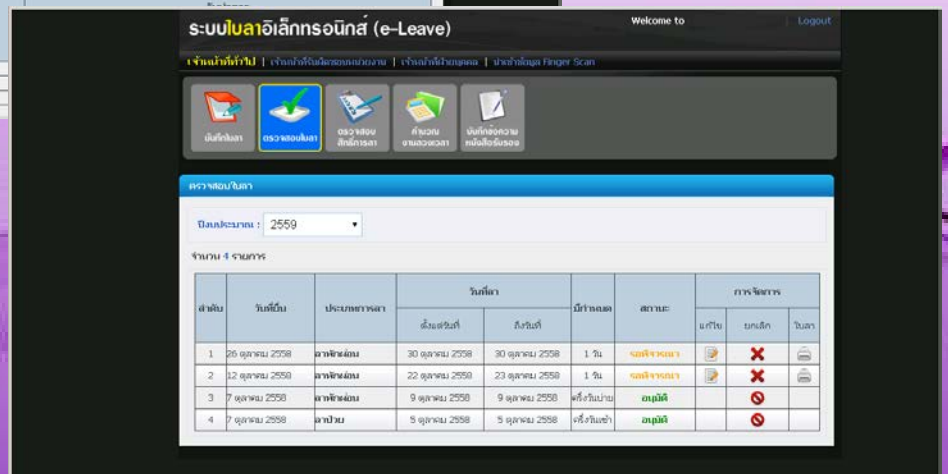 ระบบใบลาอิเล็กทรอนิกส์ (e-Leave)
Welcome to
Logout
เจ้าหน้าที่ทั่วไป | เจ้าหน้าที่รับผิดชอบหน่วยงาน | เจ้าหน้าที่ฝ่ายบุคคล | นำเข้าข้อมูล Finger Scan
บันทึกใบลา
ตรวจสอบใบลา
ตรวจสอบ
สิทธิ์การลา
คำนวณ
งานล่วงเวลา
บันทึกข้อความ
หนังสือรับรอง
ตรวจสอบใบลา
ปีงบประมาณ : 2559
จำนวน 4 รายการ
ลำดับ วันที่ยื่น ประเภทการลา วันที่ลา มีกำหนด สถานะ การจัดการ
ตั้งแต่วันที่ ถึงวันที่ แก้ไข ยกเลิก ใบลา
1 26 ตุลาคม 2558 ลาพักผ่อน 30 ตุลาคม 2558 30 ตุลาคม 2558 1 วัน รอพิจารณา
2 12 ตุลาคม 2558 ลาพักผ่อน 22 ตุลาคม 2558 23 ตุลาคม 2558 1 วัน รอพิจารณา
3 7 ตุลาคม 2558 ลาพักผ่อน 9 ตุลาคม 2558 9 ตุลาคม 2558 ครึ่งวันบ่าย อนุมัติ
4 7 ตุลาคม 2558 ลาป่วย 5 ตุลาคม 2558 5 ตุลาคม 2558 ครึ่งวันเช้า อนุมัติ